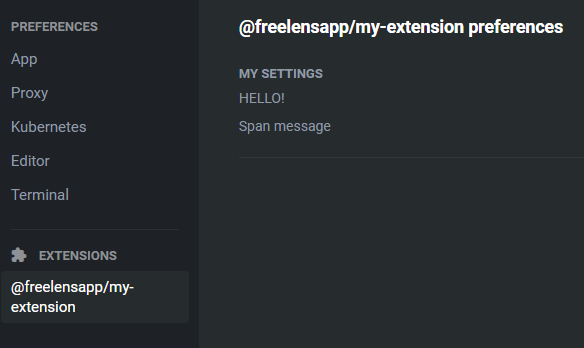 PREFERENCES
App
Proxy
Kubernetes
Editor
Terminal
EXTENSIONS
@freelensapp/my-
extension
@freelensapp/my-extension preferences
MY SETTINGS
HELLO!
Span message